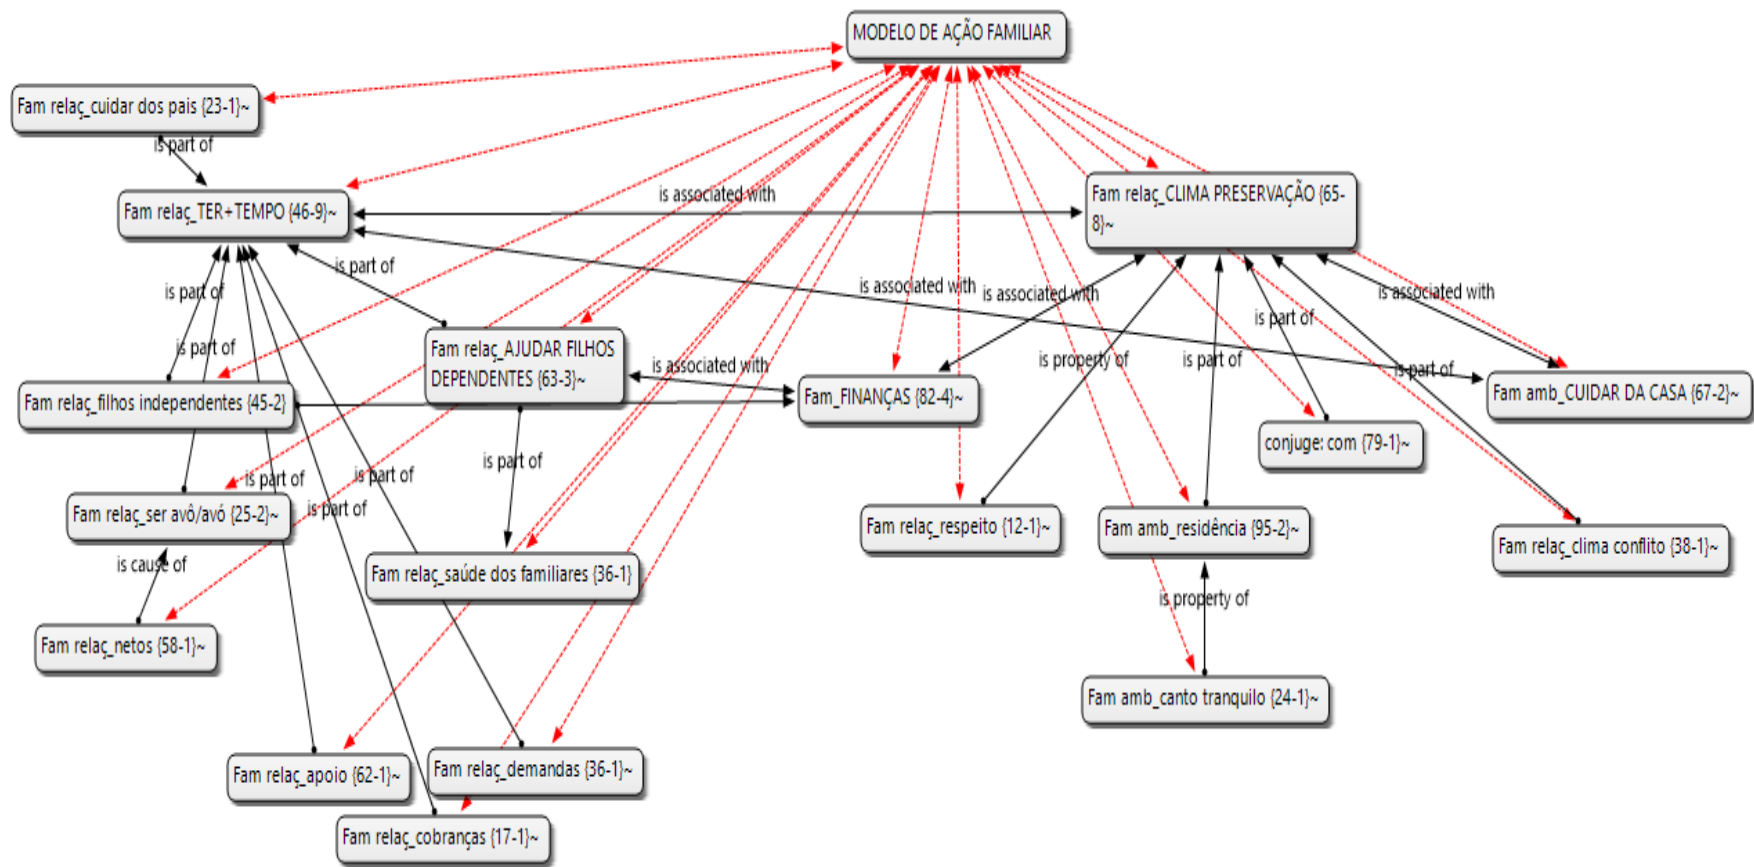 MODELO DE AÇÃO FAMILIAR
Fam relaç_cuidar dos pais {23-1}~
is part of
Fam relaç_TER+TEMPO {46-9}~
is associated with
Fam relaç_CLIMA PRESERVAÇÃO {65-
8}~
is part of
is part of
is associated with
is associated with
is associated with
is part of
is part of
Fam relaç_AJUDAR FILHOS
DEPENDENTES {63-3}~
is associated with
is property of
is part of
is part of
Fam relaç_filhos independentes {45-2}
Fam_FINANÇAS {82-4}~
Fam amb_CUIDAR DA CASA {67-2}~
conjuge: com {79-1}~
is part of
is part of
is part of
is part of
Fam relaç_ser avô/avó {25-2}~
Fam relaç_respeito {12-1}~
Fam amb_residência {95-2}~
Fam relaç_clima conflito {38-1}~
is cause of
Fam relaç_saúde dos familiares {36-1}
is property of
Fam relaç_netos {58-1}~
Fam amb_canto tranquilo {24-1}~
Fam relaç_apoio {62-1}~
Fam relaç_demandas {36-1}~
Fam relaç_cobranças {17-1}~